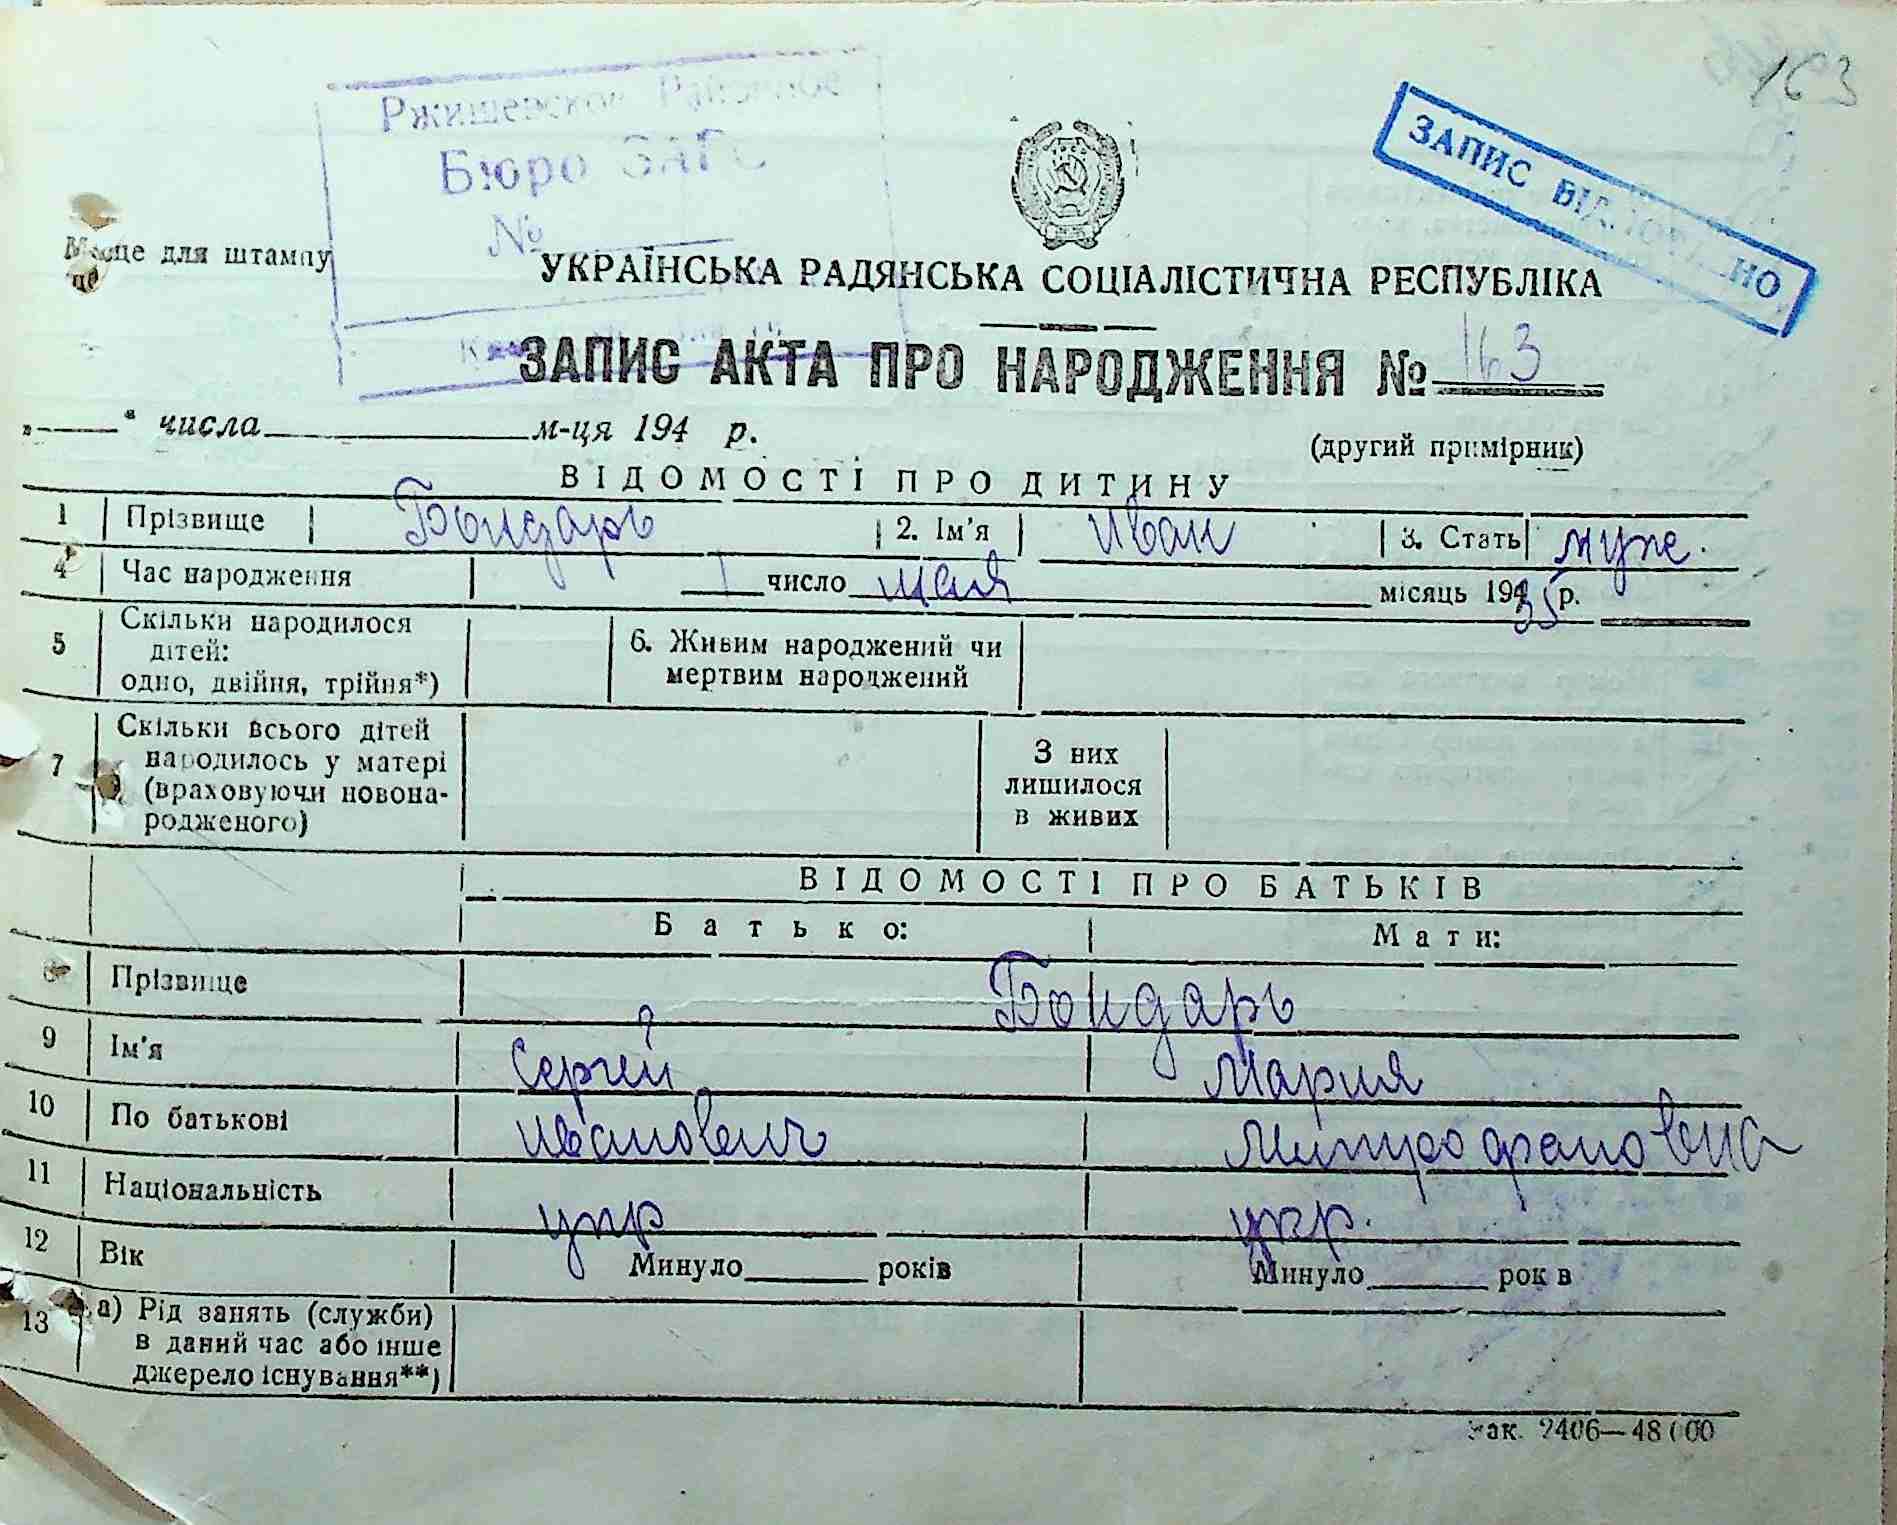 163
Ржищевское Районное
Бюро ЗАГС
№
ЗАПИС ВІДНОВЛЕНО
Місце для штампу
УКРАЇНСЬКА РАДЯНСЬКА СОЦІАЛІСТИЧНА РЕСПУБЛІКА
ЗАПИС АКТА ПРО НАРОДЖЕННЯ № 163
„ “ числа м-ця 194 р.
(другий примірник)
ВІДОМОСТІ ПРО ДИТИНУ
1 Прізвище Бондарь 2. Ім'я Иван 3. Стать муж.
4 Час народження 1 число мая місяць 1935 р.
5 Скільки народилося
дітей:
одно, двійня, трійня*)
6. Живим народжений чи
мертвим народжений
7 Скільки всього дітей
народилось у матері
(враховуючи новона-
родженого)
З них
лишилося
в живих
ВІДОМОСТІ ПРО БАТЬКІВ
Батько: Мати:
8 Прізвище Бондарь
9 Ім'я Сергей Мария
10 По батькові Иванович Митрофановна
11 Національність укр укр.
12 Вік Минуло років Минуло рок в
13 а) Рід занять (служби)
в даний час або інше
джерело існування**)
Зак. 2406—48